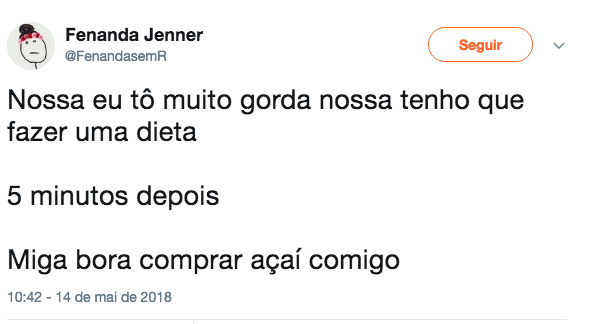 Fenanda Jenner
@FenandasemR
Seguir
Nossa eu tô muito gorda nossa tenho que
fazer uma dieta
5 minutos depois
Miga bora comprar açaí comigo
10:42 - 14 de mai de 2018